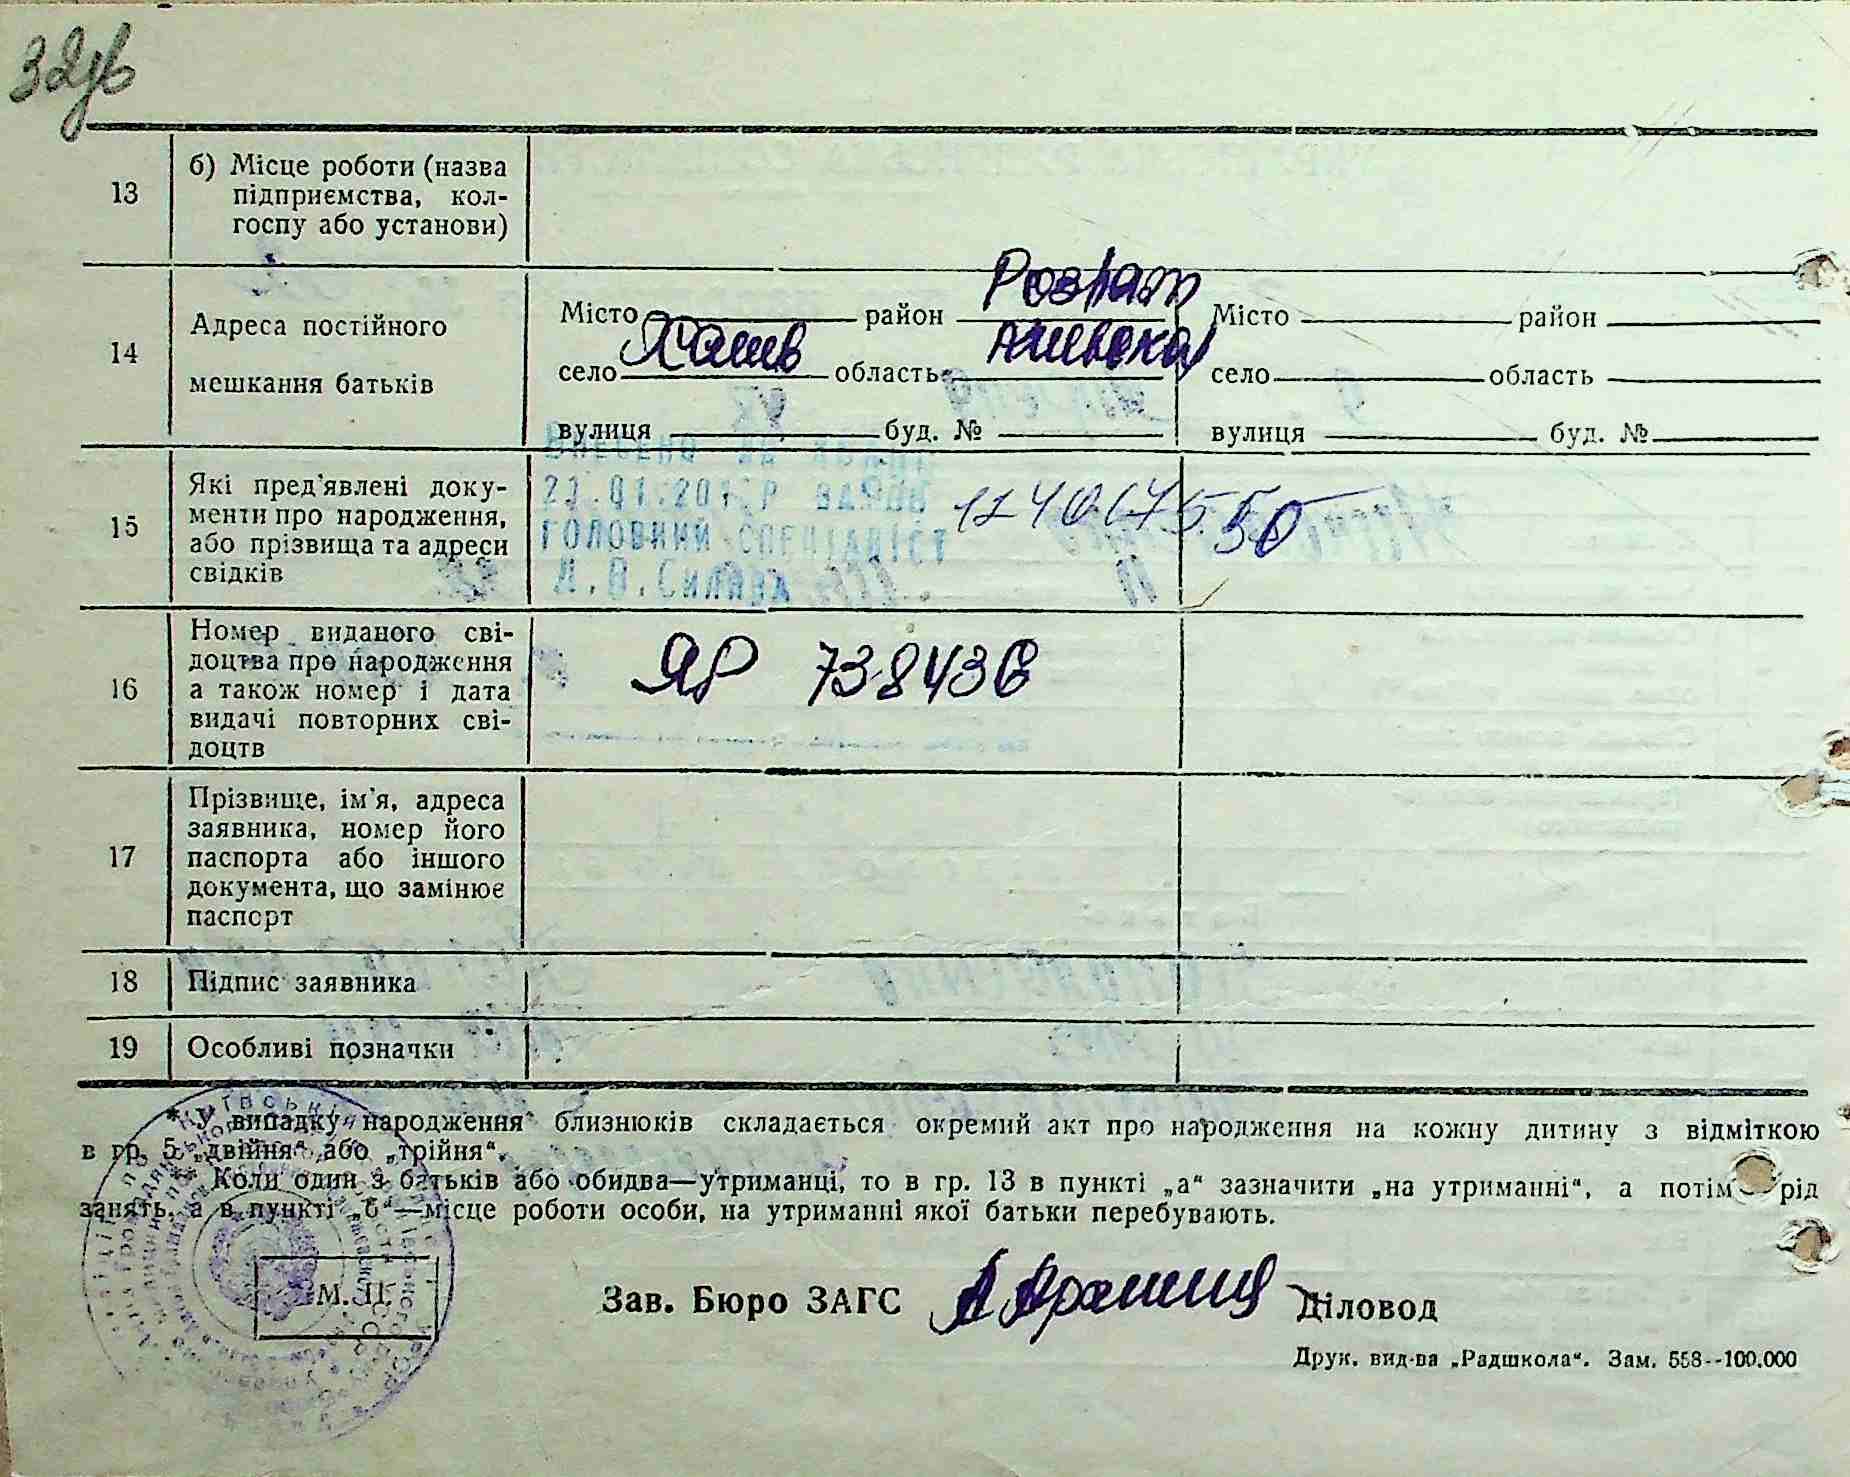 13
б) Місце роботи (назва
підприємства, кол-
госпу або установи)
14
Адреса постійного
мешкання батьків
Місто район Розват
село область
вулиця буд. №
Місто район
село область
вулиця буд. №
15
Які пред'явлені доку-
менти про народження,
або прізвища та адреси
свідків
Внесено
ГОЛОВНИЙ СПЕЦІАЛІСТ
16
Номер виданого сві-
доцтва про народження
а також номер і дата
видачі повторних сві-
доцтв
ЯР 738436
17
Прізвище, ім'я, адреса
заявника, номер його
паспорта або іншого
документа, що замінює
паспорт
18
Підпис заявника
19
Особливі позначки
У випадку народження близнюків складається окремий акт про народження на кожну дитину з відміткою
в гр. 5 „двійня“ або „трійня“.
Коли один з батьків або обидва—утриманці, то в гр. 13 в пункті „а“ зазначити „на утриманні“, а потім рід
занять, а в пункті „б“—місце роботи особи, на утриманні якої батьки перебувають.
М. П.
Зав. Бюро ЗАГС
Діловод
Друк. вид-ва „Радшкола“. Зам. 558--100.000